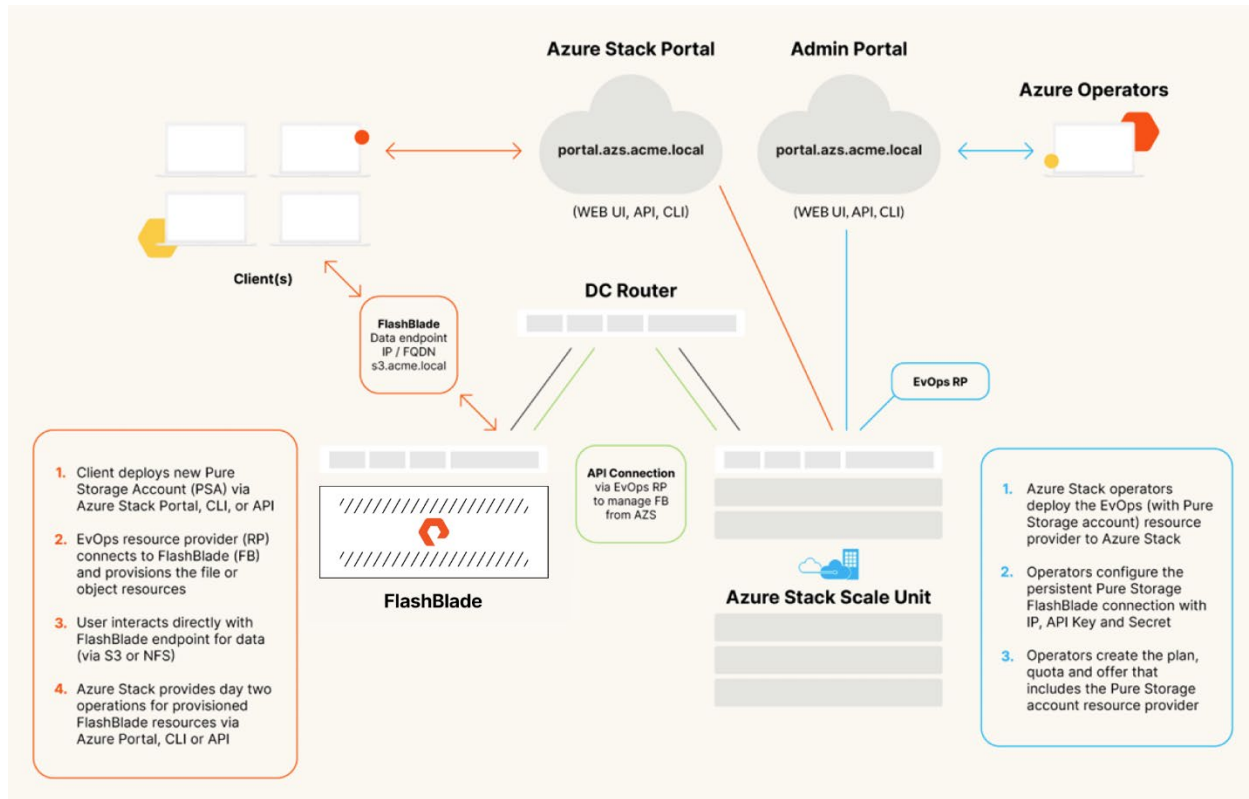 Azure Stack Portal
Admin Portal
Azure Operators
portal.azs.acme.local
portal.azs.acme.local
(WEB UI, API, CLI)
(WEB UI, API, CLI)
Client(s)
DC Router
FlashBlade
Data endpoint
IP / FQDN
s3.acme.local
EvOps RP
API Connection
via EvOps RP
to manage FB
from AZS
FlashBlade
Azure Stack Scale Unit
1. Client deploys new Pure
Storage Account (PSA) via
Azure Stack Portal, CLI, or API
2. EvOps resource provider (RP)
connects to FlashBlade (FB)
and provisions the file or
object resources
3. User interacts directly with
FlashBlade endpoint for data
(via S3 or NFS)
4. Azure Stack provides day two
operations for provisioned
FlashBlade resources via
Azure Portal, CLI or API
1. Azure Stack operators
deploy the EvOps (with Pure
Storage account) resource
provider to Azure Stack
2. Operators configure the
persistent Pure Storage
FlashBlade connection with
IP, API Key and Secret
3. Operators create the plan,
quota and offer that
includes the Pure Storage
account resource provider